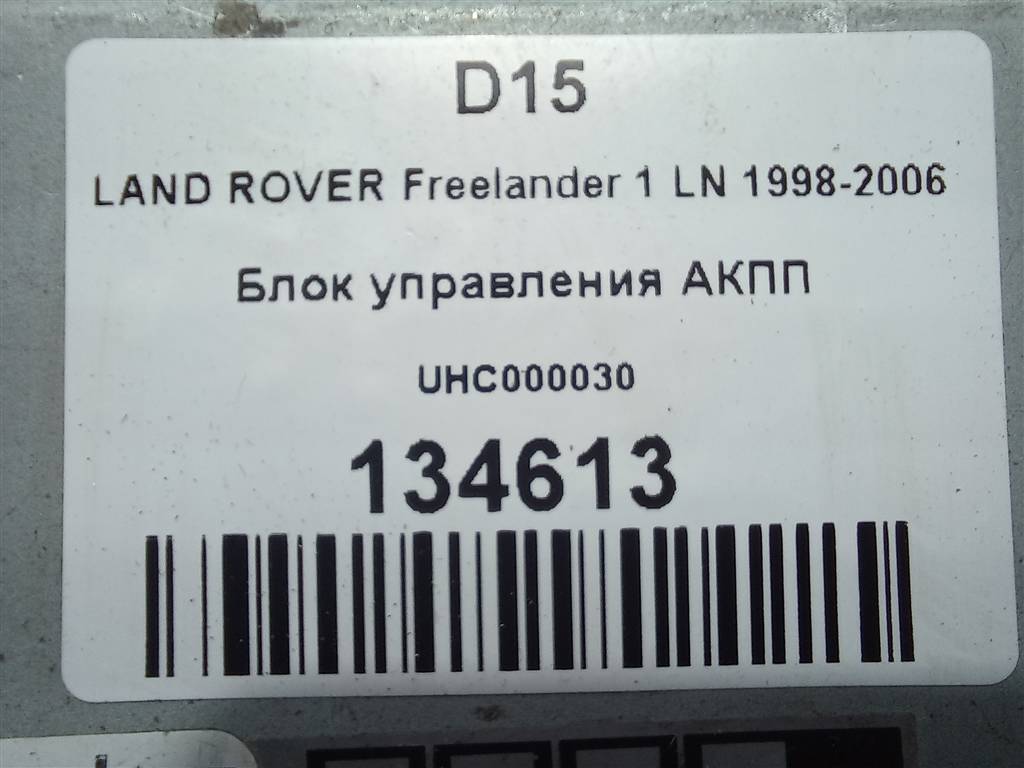 D15
LAND ROVER Freelander 1 LN 1998-2006
Блок управления АКПП
UHC000030
134613